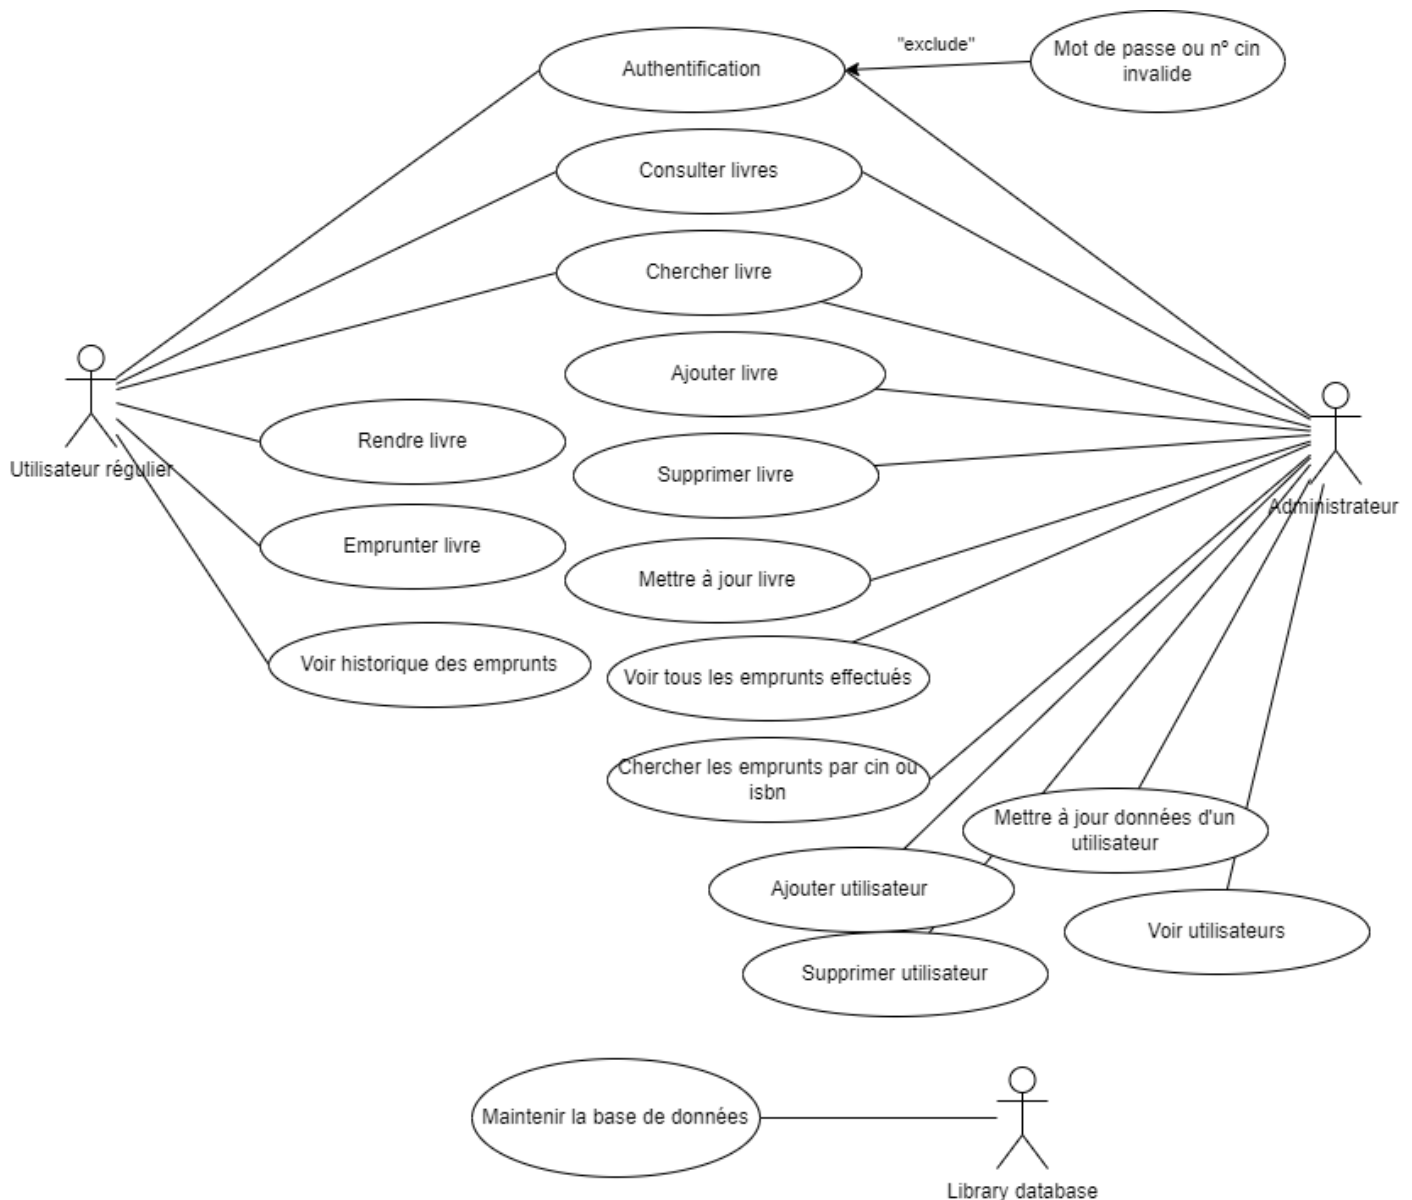 Authentification
"exclude"
Mot de passe ou n° cin
invalide
Consulter livres
Chercher livre
Ajouter livre
Rendre livre
Utilisateur régulier
Supprimer livre
Administrateur
Emprunter livre
Mettre à jour livre
Voir historique des emprunts
Voir tous les emprunts effectués
Chercher les emprunts par cin ou
isbn
Mettre à jour données d'un
utilisateur
Ajouter utilisateur
Voir utilisateurs
Supprimer utilisateur
Maintenir la base de données
Library database